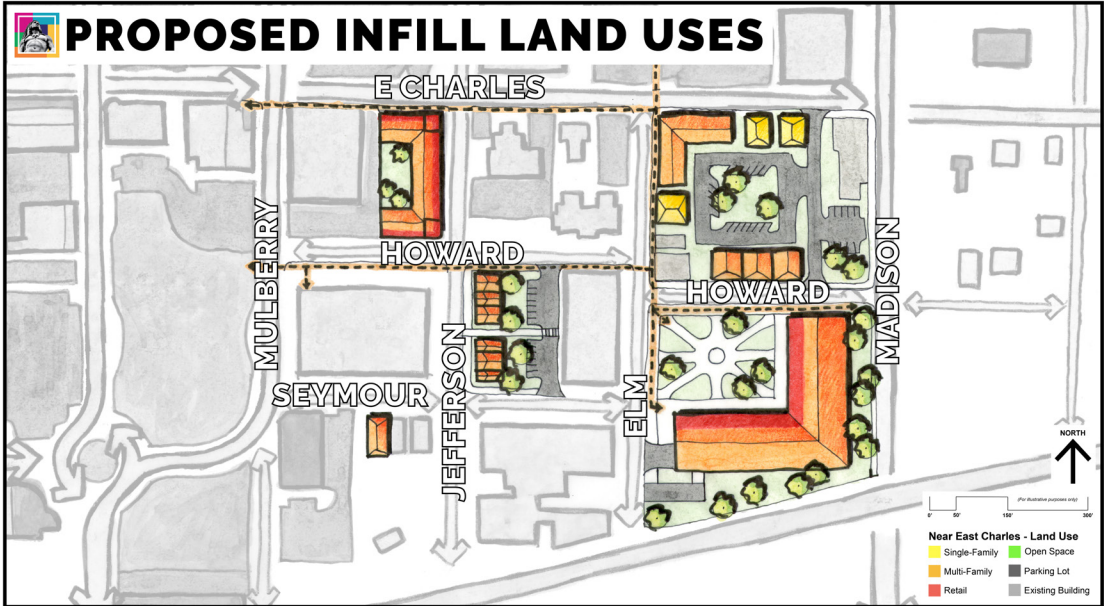 PROPOSED INFILL LAND USES
E CHARLES
MULBERRY
HOWARD
MADISON
HOWARD
JEFFERSON
SEYMOUR
ELM
NORTH
(For illustrative purposes only)
0' 50' 150' 300'
Near East Charles - Land Use
Single-Family
Open Space
Multi-Family
Parking Lot
Retail
Existing Building